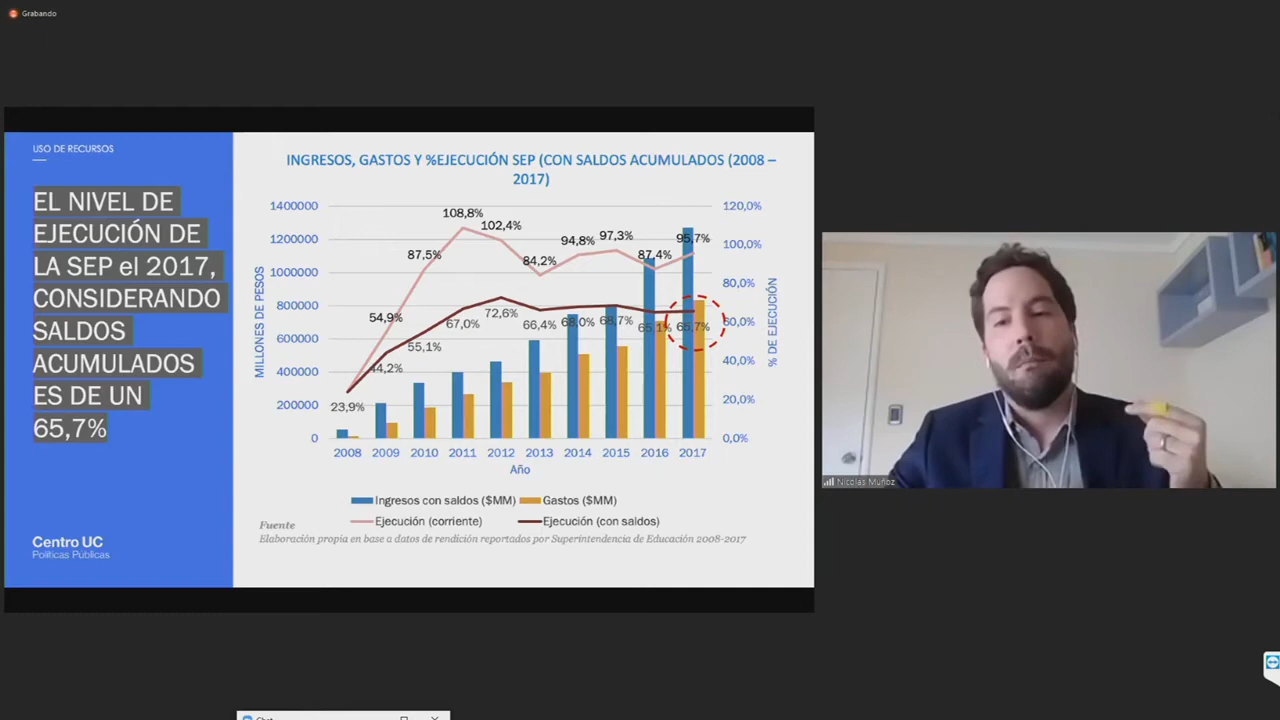 Grabando
USO DE RECURSOS
EL NIVEL DE
EJECUCIÓN DE
LA SEP el 2017,
CONSIDERANDO
SALDOS
ACUMULADOS
ES DE UN
65,7%
Centro UC
Políticas Públicas
INGRESOS, GASTOS Y %EJECUCIÓN SEP (CON SALDOS ACUMULADOS (2008 –
2017)
MILLONES DE PESOS
1400000
1200000
1000000
800000
600000
400000
200000
0
108,8%
102,4%
87,5%
84,2%
94,8%
97,3%
87,4%
95,7%
54,9%
23,9%
44,2%
55,1%
67,0%
72,6%
66,4%
68,0%
68,7%
65,1%
65,7%
120,0%
100,0%
80,0%
60,0%
40,0%
20,0%
0,0%
% DE EJECUCIÓN
2008 2009 2010 2011 2012 2013 2014 2015 2016 2017
Año
Ingresos con saldos ($MM) Gastos ($MM)
Ejecución (corriente) Ejecución (con saldos)
Fuente
Elaboración propia en base a datos de rendición reportados por Superintendencia de Educación 2008-2017
Nicolas Muñoz